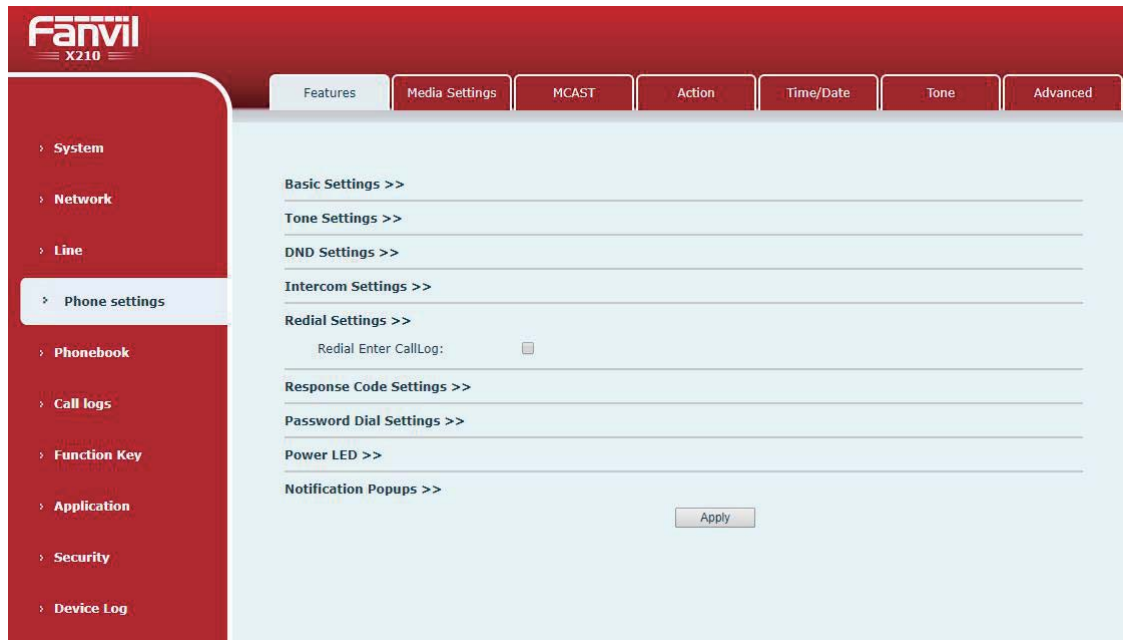 Fanvil
X210
Features Media Settings MCAST Action Time/Date Tone Advanced
› System
› Network
› Line
› Phone settings
› Phonebook
› Call logs
› Function Key
› Application
› Security
› Device Log
Basic Settings >>
Tone Settings >>
DND Settings >>
Intercom Settings >>
Redial Settings >>
Redial Enter CallLog:
Response Code Settings >>
Password Dial Settings >>
Power LED >>
Notification Popups >>
Apply